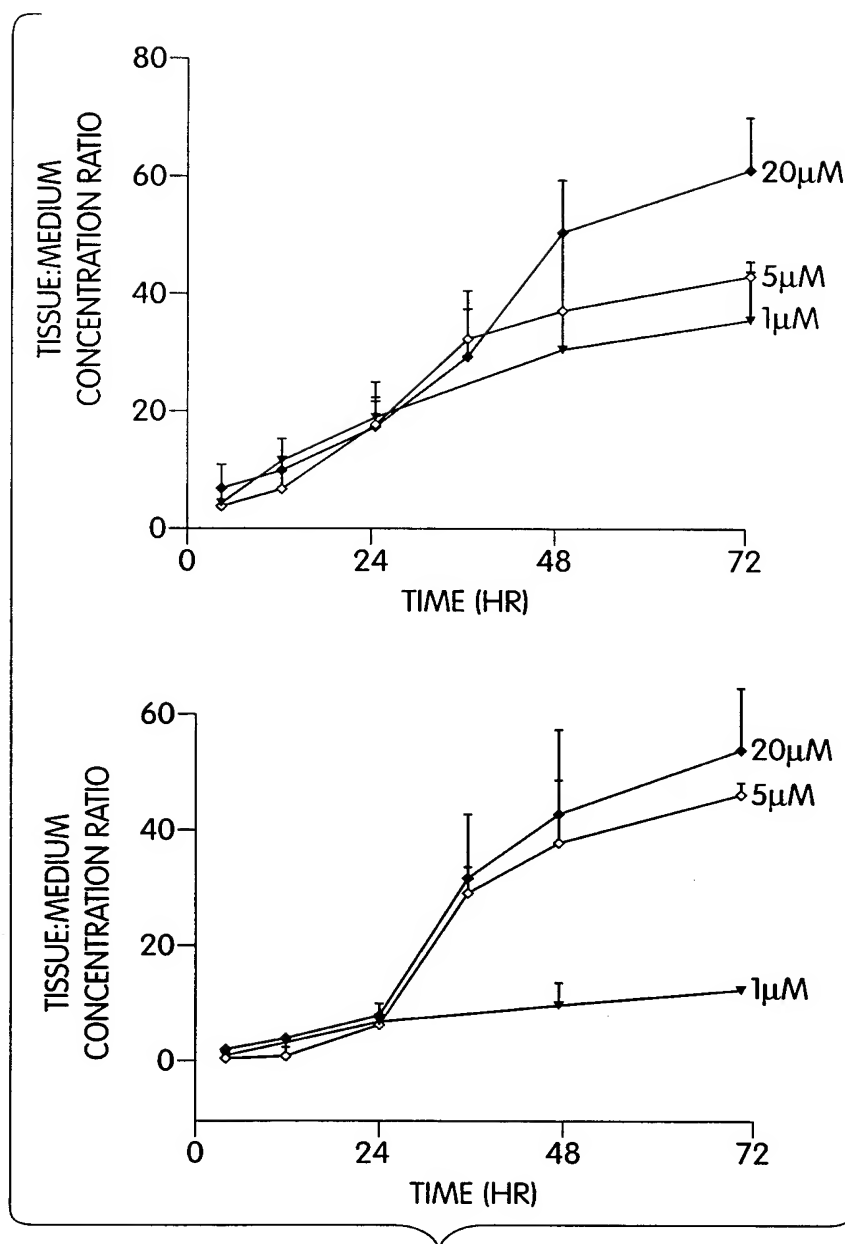 80
60
40
20
0
0 24 48 72
TIME (HR)
TISSUE:MEDIUM
CONCENTRATION RATIO
20µM
5µM
1µM
60
40
20
0
0 24 48 72
TIME (HR)
TISSUE:MEDIUM
CONCENTRATION RATIO
20µM
5µM
1µM